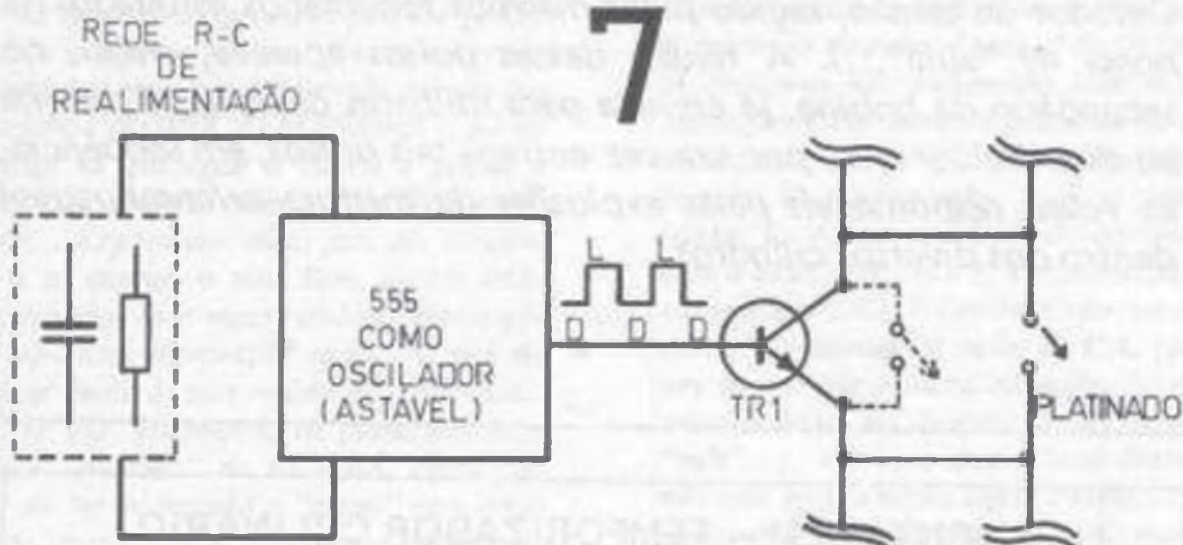 7
REDE R-C
DE
REALIMENTAÇÃO
555
COMO
OSCILADOR
(ASTÁVEL)
L L
D D D
TR1
PLATINADO